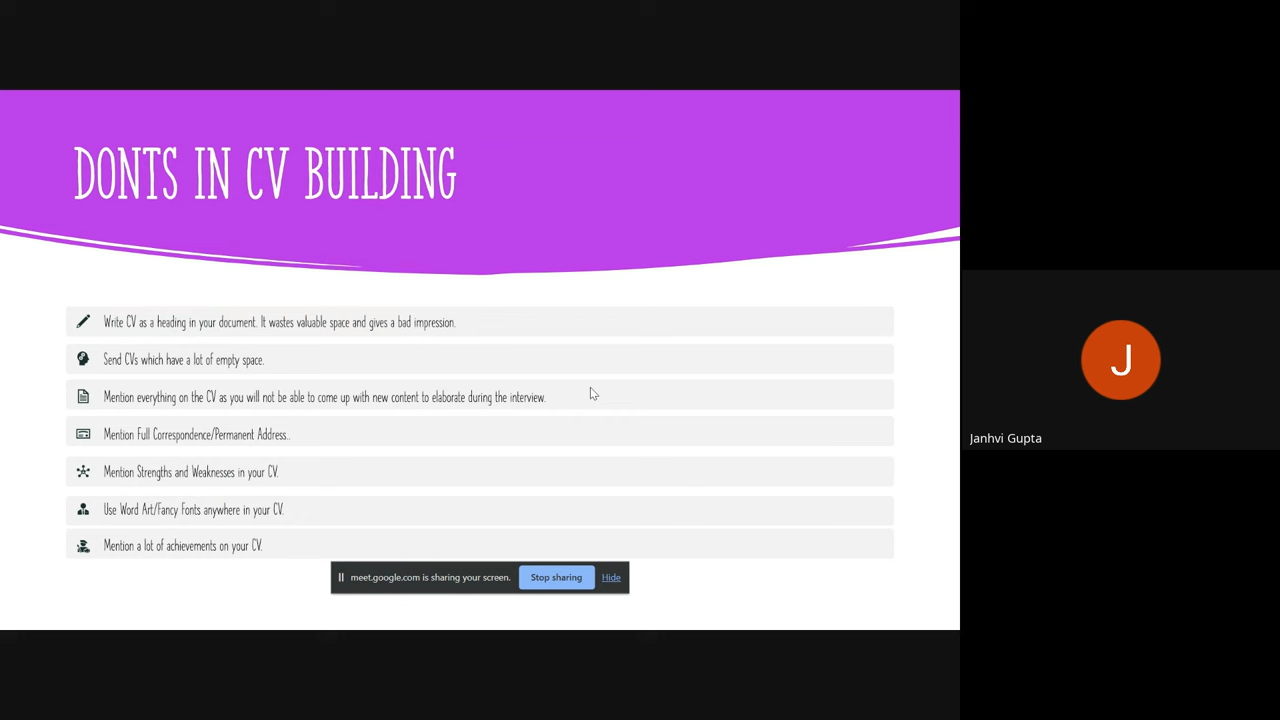 DONTS IN CV BUILDING
Write CV as a heading in your document. It wastes valuable space and gives a bad impression.
Send CVs which have a lot of empty space.
Mention everything on the CV as you will not be able to come up with new content to elaborate during the interview.
Mention Full Correspondence/Permanent Address..
Mention Strengths and Weaknesses in your CV.
Use Word Art/Fancy Fonts anywhere in your CV.
Mention a lot of achievements on your CV.
meet.google.com is sharing your screen. Stop sharing Hide
J
Janhvi Gupta